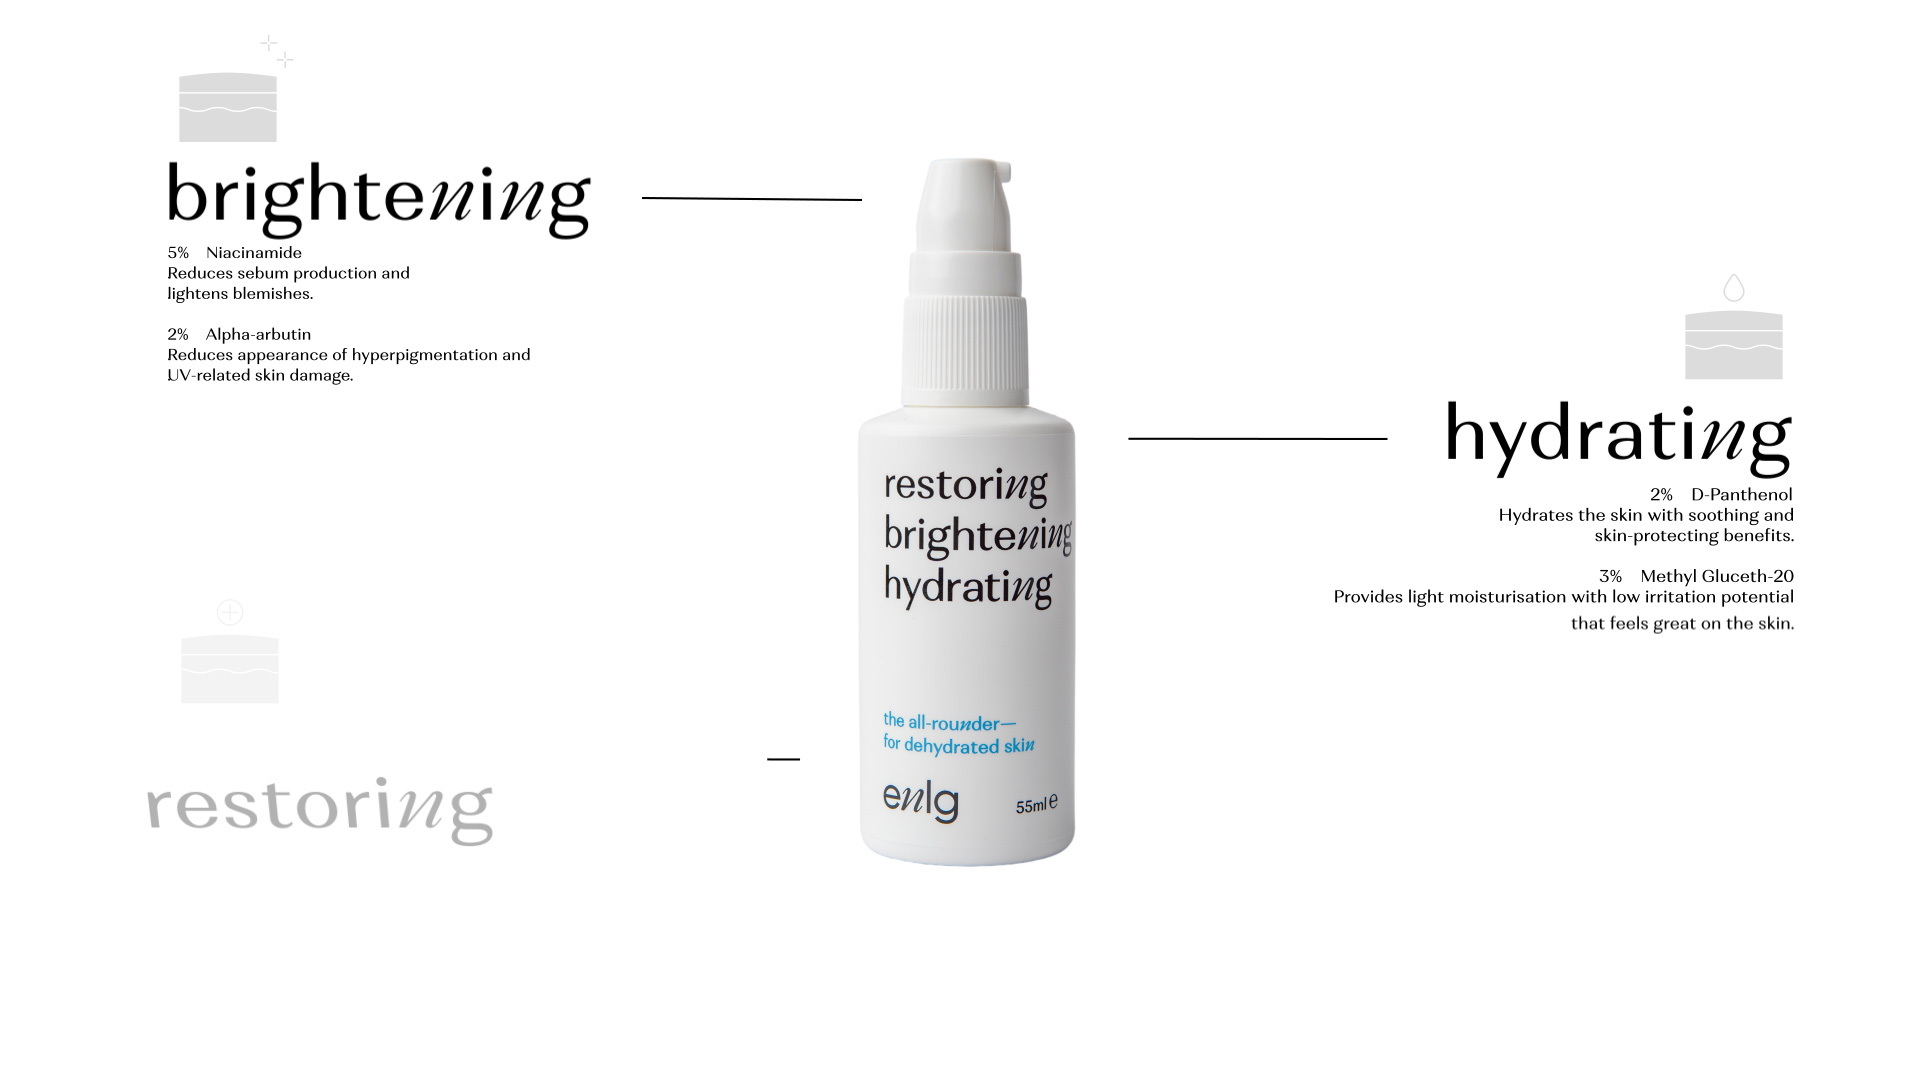 brightening
5% Niacinamide
Reduces sebum production and
lightens blemishes.
2% Alpha-arbutin
Reduces appearance of hyperpigmentation and
UV-related skin damage.
hydrating
2% D-Panthenol
Hydrates the skin with soothing and
skin-protecting benefits.
3% Methyl Gluceth-20
Provides light moisturisation with low irritation potential
that feels great on the skin.
restoring
restoring
brightening
hydrating
the all-rounder—
for dehydrated skin
enlg
55ml ℮